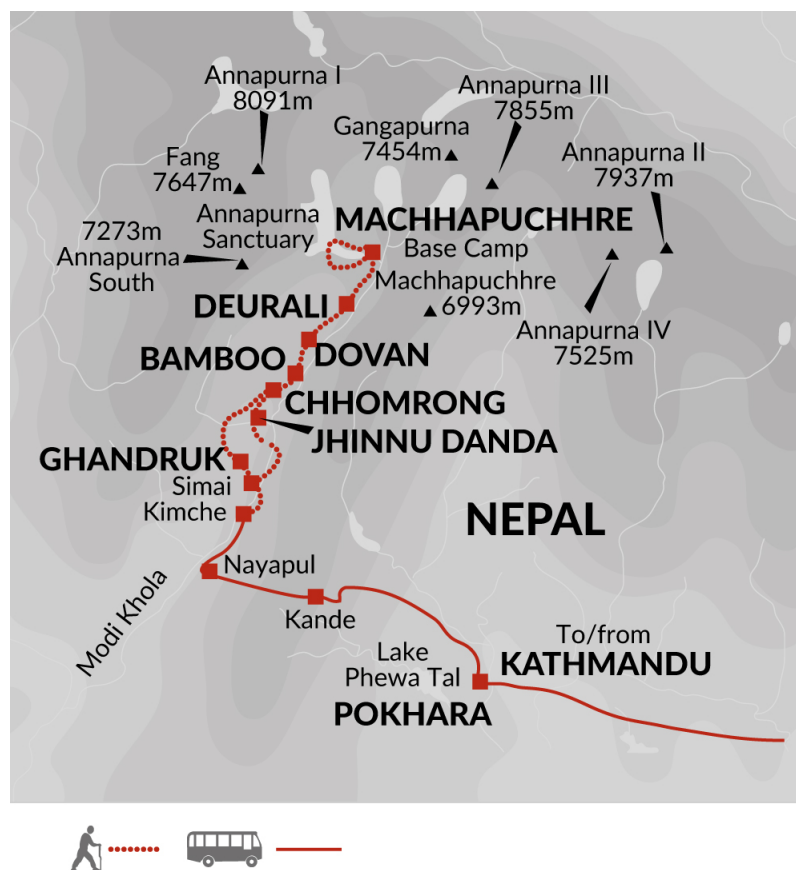 Annapurna I
8091m
Annapurna III
7855m
Gangapurna
7454m
Fang
7647m
Annapurna II
7937m
Annapurna
Sanctuary
MACHHAPUCHHRE
Base Camp
7273m
Annapurna
South
Machhapuchhre
6993m
DEURALI
Annapurna IV
7525m
BAMBOO
DOVAN
CHHOMRONG
JHINNU DANDA
GHANDRUK
Simai
Kimche
NEPAL
Nayapul
Modi Khola
Kande
To/from
KATHMANDU
Lake
Phewa Tal
POKHARA